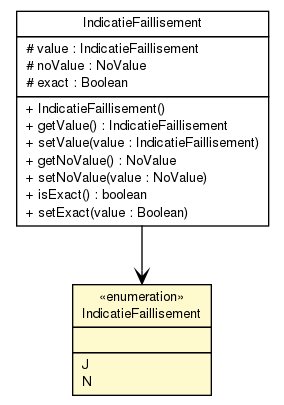 IndicatieFaillisement
# value : IndicatieFaillisement
# noValue : NoValue
# exact : Boolean
+ IndicatieFaillisement()
+ getValue() : IndicatieFaillisement
+ setValue(value : IndicatieFaillisement)
+ getNoValue() : NoValue
+ setNoValue(value : NoValue)
+ isExact() : boolean
+ setExact(value : Boolean)
«enumeration»
IndicatieFaillisement
J
N